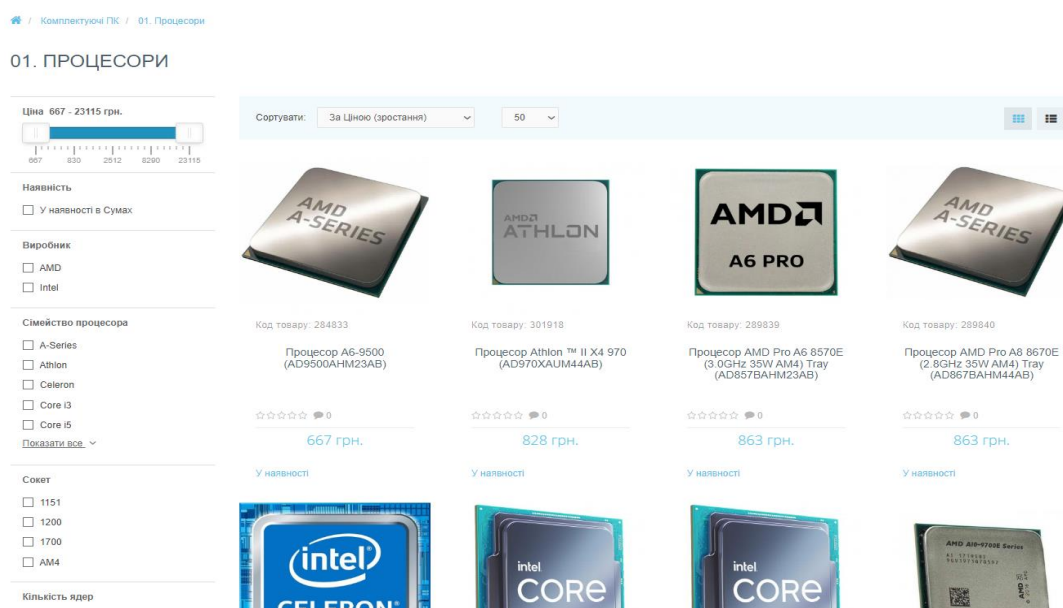 / Комплектуючі ПК / 01. Процесори
01. ПРОЦЕСОРИ
Ціна 667 - 23115 грн.
667 830 2512 8290 23115
Наявність
У наявності в Сумах
Виробник
AMD
Intel
Сімейство процесора
A-Series
Athlon
Celeron
Core i3
Core i5
Показати все
Сокет
1151
1200
1700
AM4
Кількість ядер
Сортувати: За Ціною (зростання) 50
AMD
A-SERIES
Код товару: 284833
Процесор A6-9500
(AD9500AHM23AB)
0
667 грн.
У наявності
AMD
ATHLON
Код товару: 301918
Процесор Athlon ™ II X4 970
(AD970XAUM44AB)
0
828 грн.
У наявності
AMD
A6 PRO
Код товару: 289839
Процесор AMD Pro A6 8570E
(3.0GHz 35W AM4) Tray
(AD857BAHM23AB)
0
863 грн.
У наявності
AMD
A-SERIES
Код товару: 289840
Процесор AMD Pro A8 8670E
(2.8GHz 35W AM4) Tray
(AD867BAHM44AB)
0
863 грн.
У наявності
intel
CELERON
intel
CORE
intel
CORE
AMD A10-9700E Series
AMD